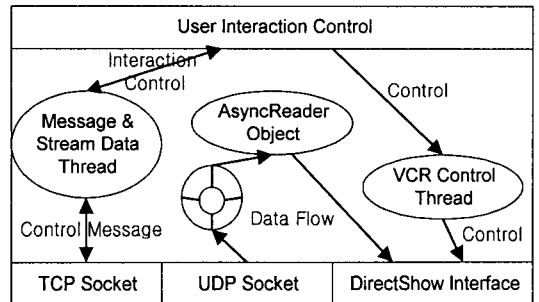 User Interaction Control
Interaction
Control
Control
Message &
Stream Data
Thread
AsyncReader
Object
VCR Control
Thread
Data Flow
Control Message
Control
TCP Socket
UDP Socket
DirectShow Interface